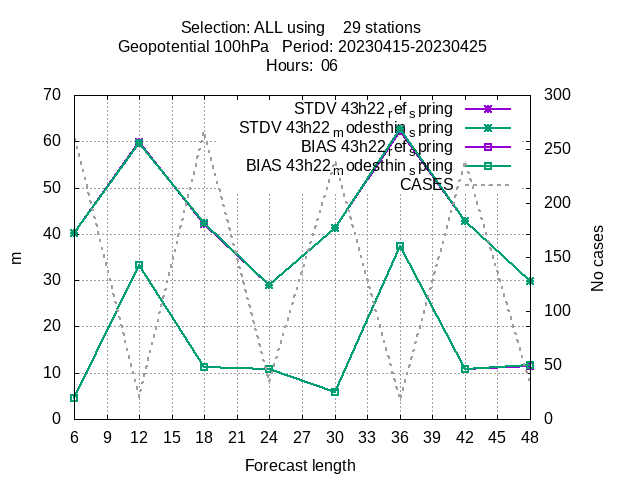 Selection: ALL using    29 stations
Geopotential 100hPa   Period: 20230415-20230425
Hours:  06
STDV 43h22_ref_spring
STDV 43h22_modesthin_spring
BIAS 43h22_ref_spring
BIAS 43h22_modesthin_spring
CASES
70
60
50
40
30
20
10
0
m
300
250
200
150
100
50
0
No cases
6 9 12 15 18 21 24 27 30 33 36 39 42 45 48
Forecast length